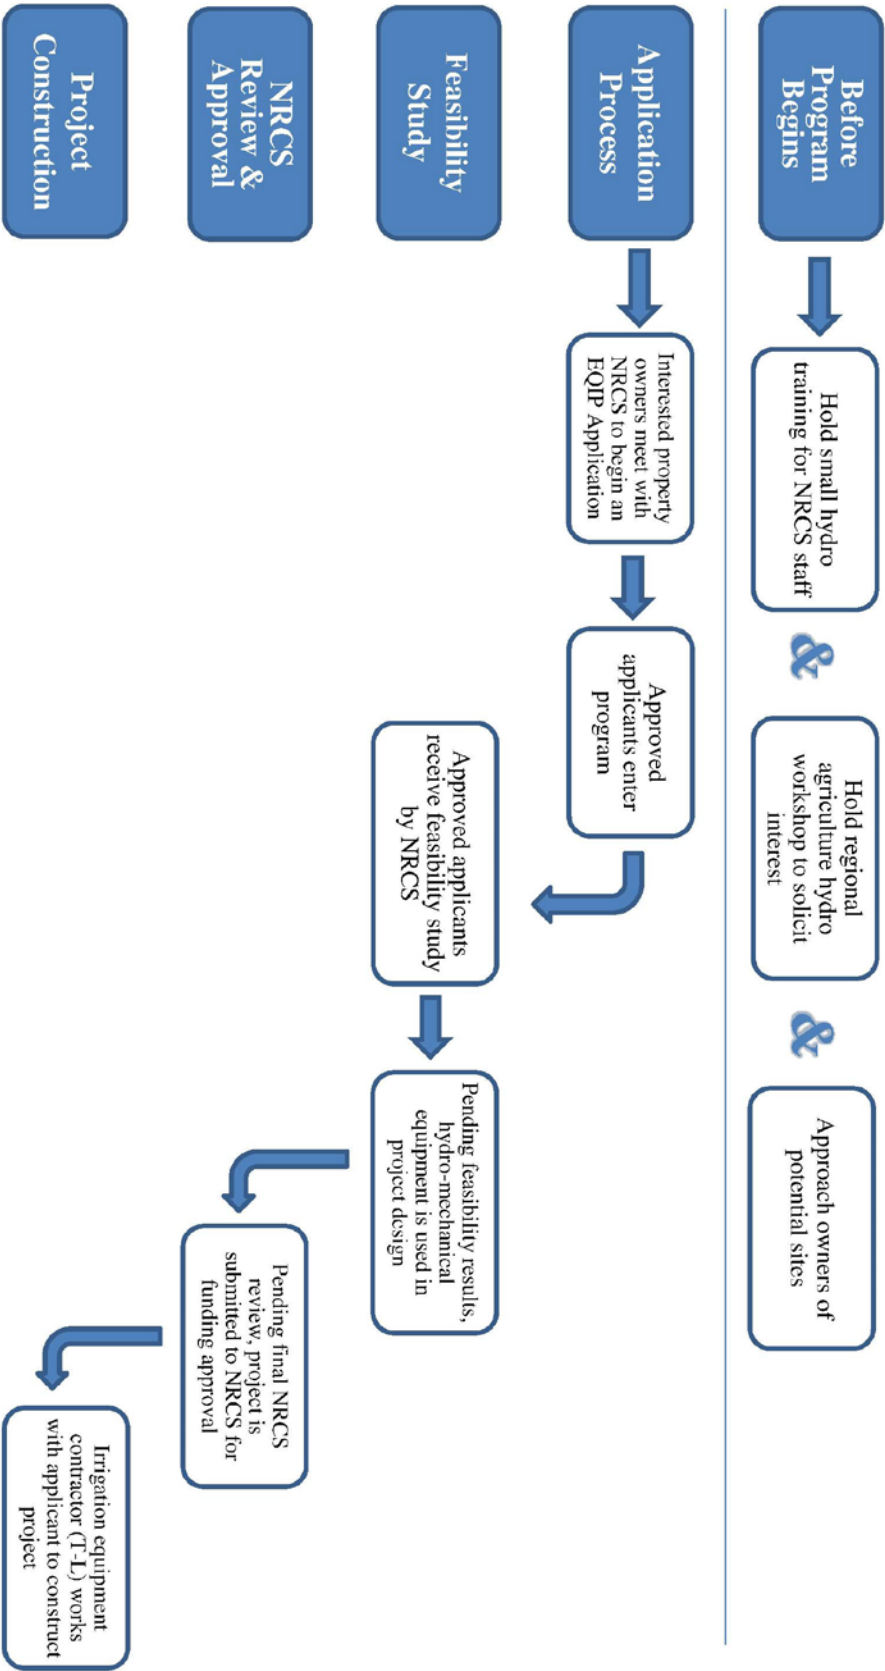 Before
Program
Begins
Hold small hydro
training for NRCS staff
&
Hold regional
agriculture hydro
workshop to solicit
interest
&
Approach owners of
potential sites
Application
Process
Interested property
owners meet with
NRCS to begin an
EQIP Application
Approved
applicants enter
program
Feasibility
Study
Approved applicants
receive feasibility study
by NRCS
Pending feasibility results,
hydro-mechanical
equipment is used in
project design
NRCS
Review &
Approval
Pending final NRCS
review, project is
submitted to NRCS for
funding approval
Project
Construction
Irrigation equipment
contractor (T-L) works
with applicant to construct
project